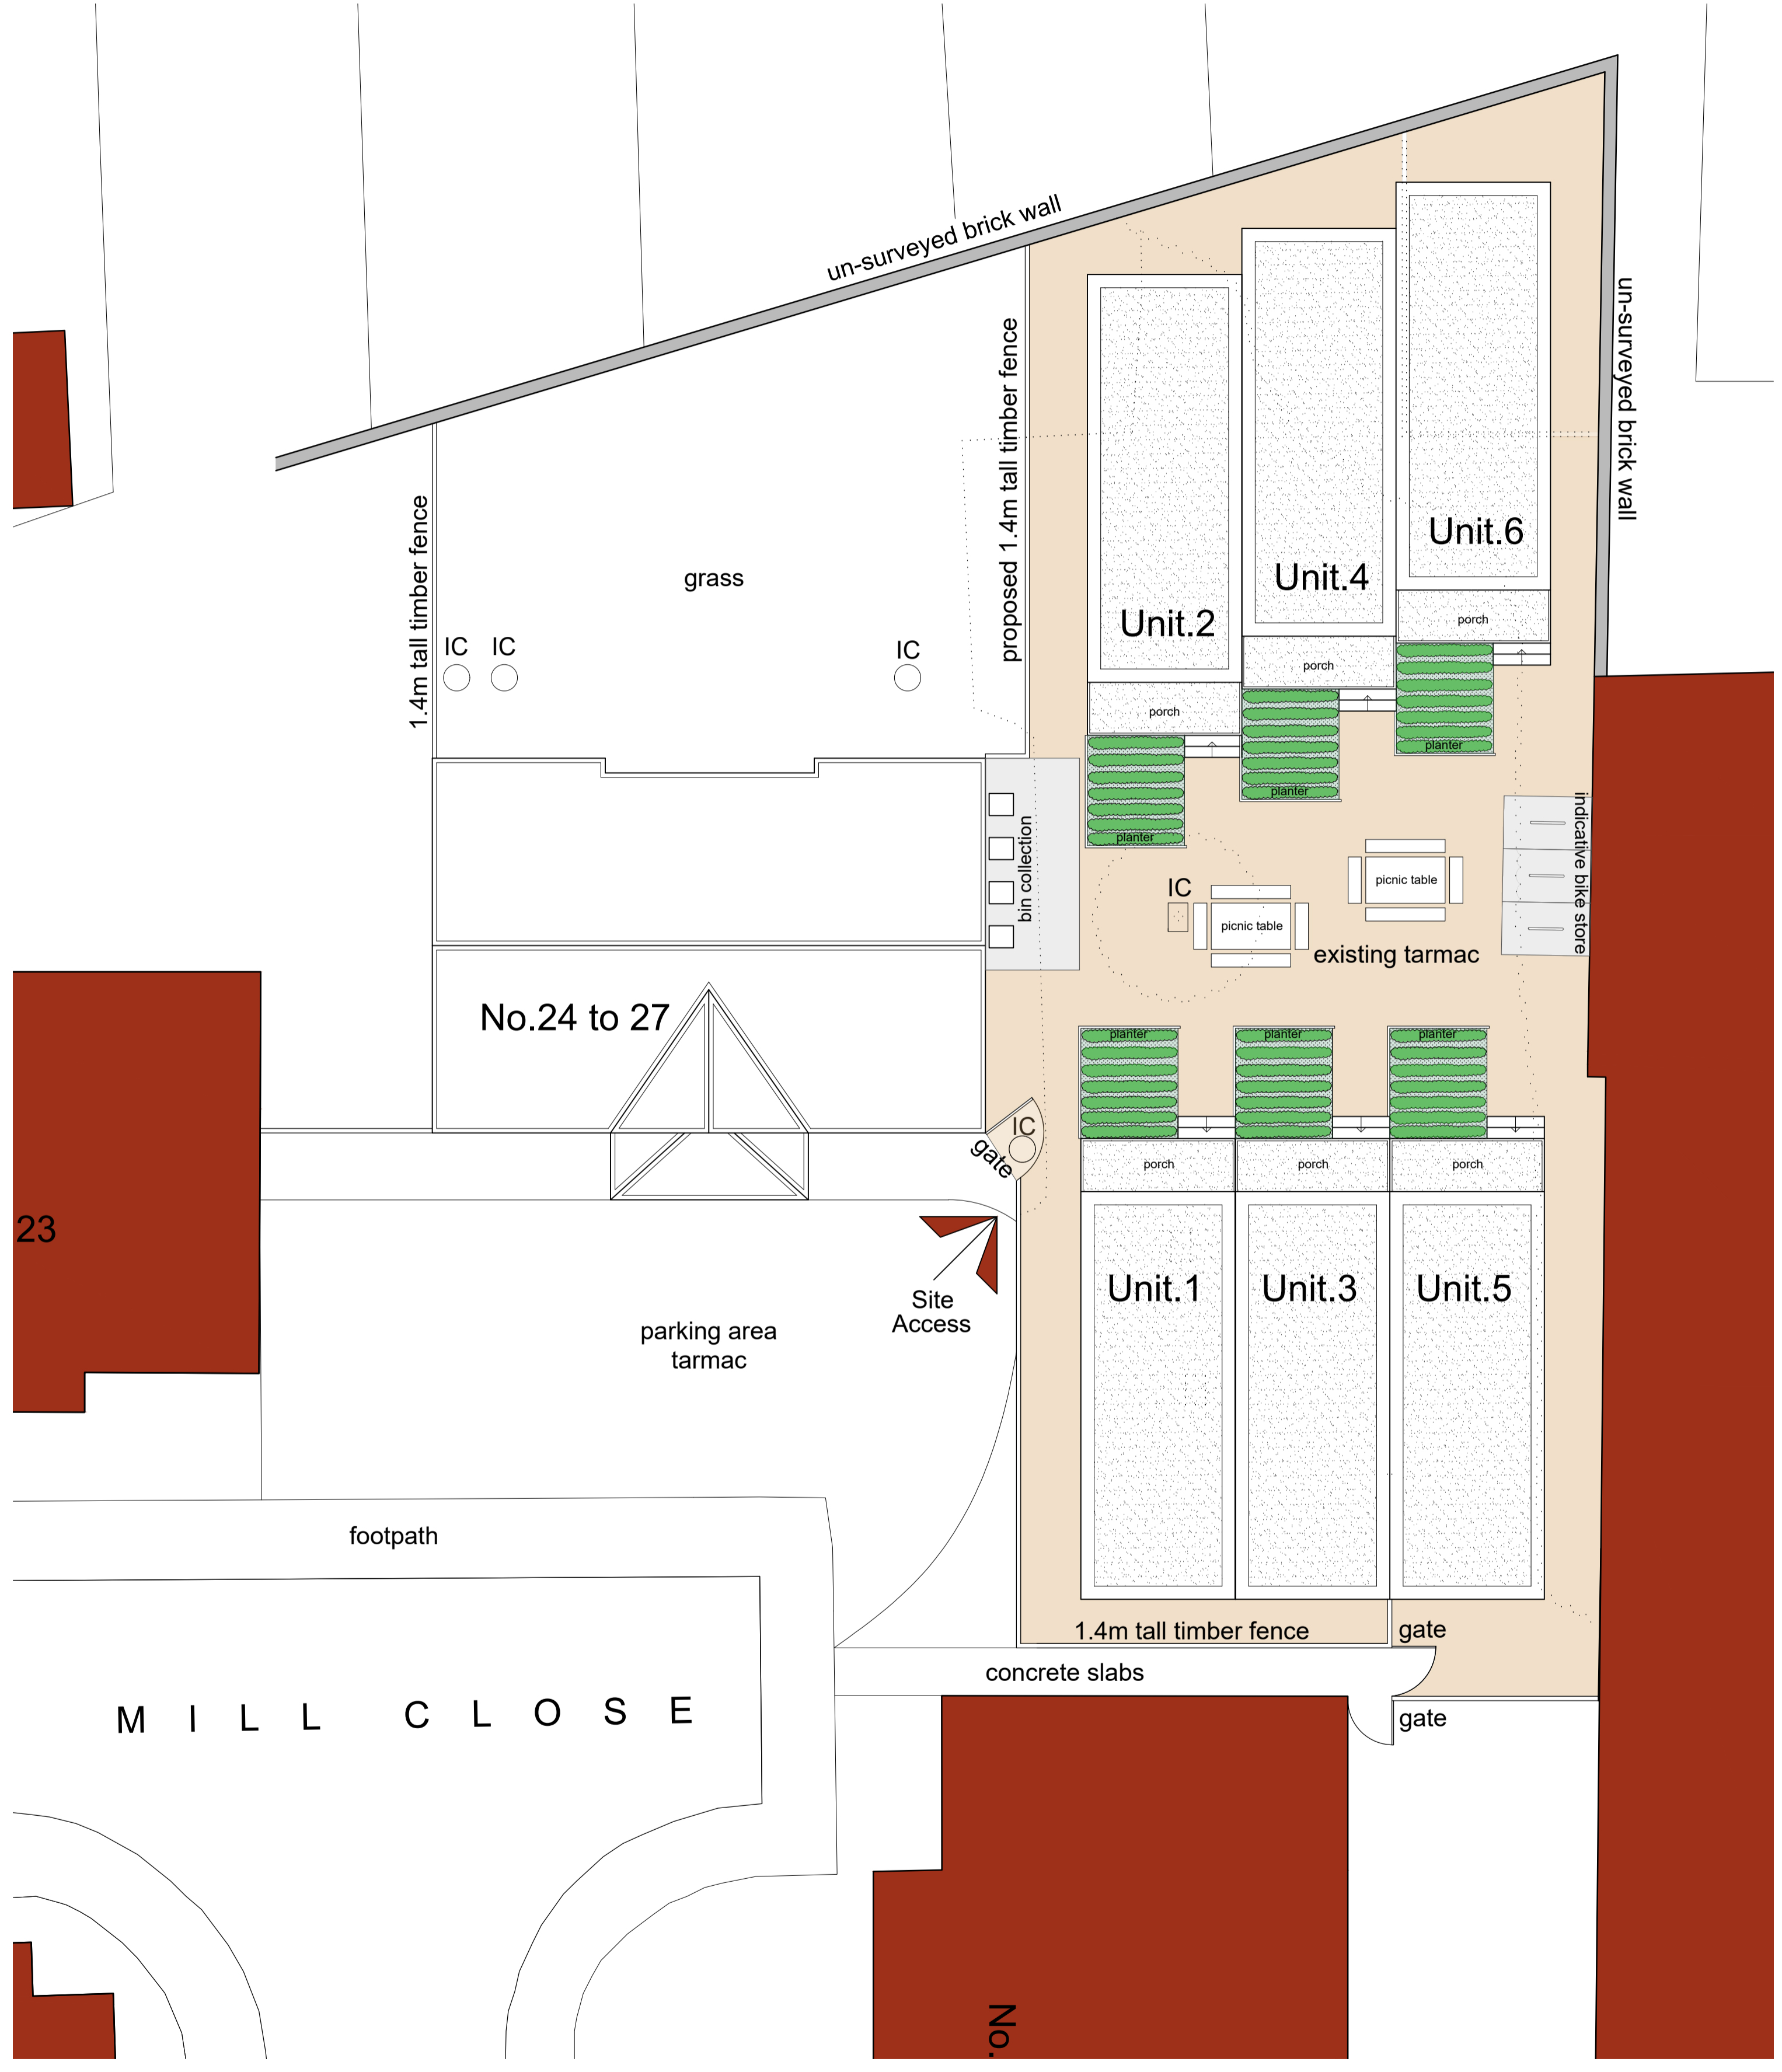 un-surveyed brick wall
un-surveyed brick wall
1.4m tall timber fence
proposed 1.4m tall timber fence
grass
IC
IC
IC
Unit.2
Unit.4
Unit.6
porch
porch
porch
planter
planter
planter
bin collection
indicative bike store
IC
picnic table
picnic table
existing tarmac
No.24 to 27
planter
planter
planter
IC
gate
porch
porch
porch
23
Unit.1
Unit.3
Unit.5
Site
Access
parking area
tarmac
footpath
1.4m tall timber fence
gate
concrete slabs
gate
MILL CLOSE
No.